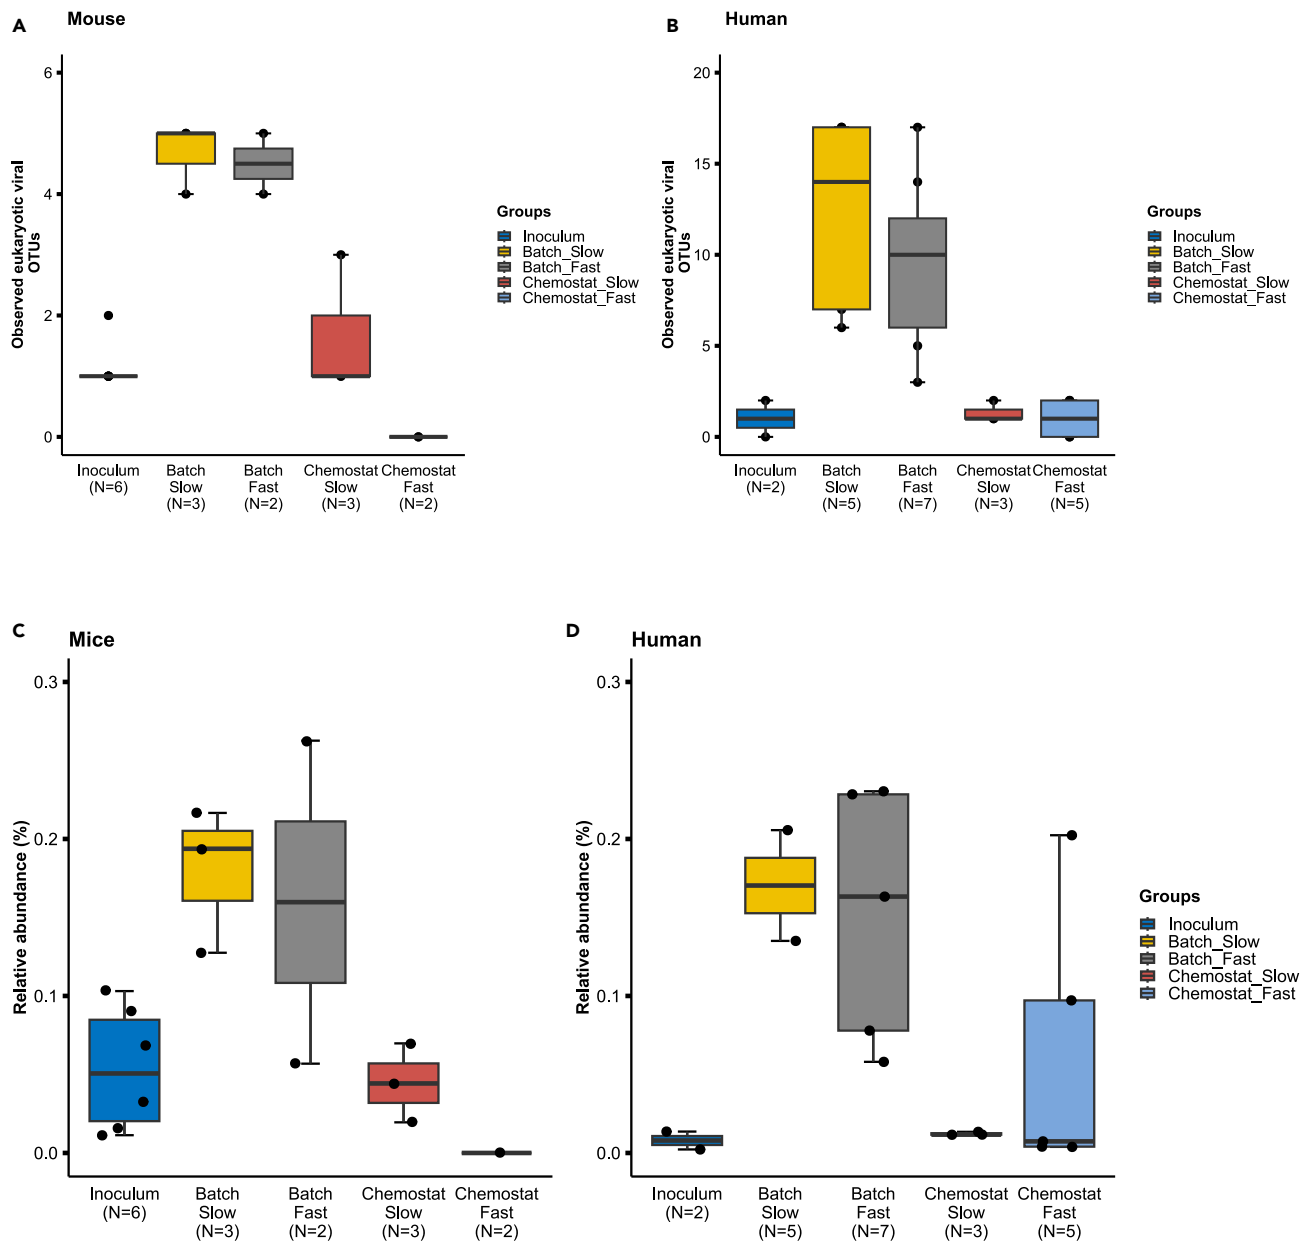 A
Mouse
Observed eukaryotic viral
OTUs
6
4
2
0
Inoculum
(N=6)
Batch
Slow
(N=3)
Batch
Fast
(N=2)
Chemostat
Slow
(N=3)
Chemostat
Fast
(N=2)
Groups
Inoculum
Batch_Slow
Batch_Fast
Chemostat_Slow
Chemostat_Fast
B
Human
Observed eukaryotic viral
OTUs
20
15
10
5
0
Inoculum
(N=2)
Batch
Slow
(N=5)
Batch
Fast
(N=7)
Chemostat
Slow
(N=3)
Chemostat
Fast
(N=5)
Groups
Inoculum
Batch_Slow
Batch_Fast
Chemostat_Slow
Chemostat_Fast
C
Mice
Relative abundance (%)
0.3
0.2
0.1
0.0
Inoculum
(N=6)
Batch
Slow
(N=3)
Batch
Fast
(N=2)
Chemostat
Slow
(N=3)
Chemostat
Fast
(N=2)
D
Human
Relative abundance (%)
0.3
0.2
0.1
0.0
Inoculum
(N=2)
Batch
Slow
(N=5)
Batch
Fast
(N=7)
Chemostat
Slow
(N=3)
Chemostat
Fast
(N=5)
Groups
Inoculum
Batch_Slow
Batch_Fast
Chemostat_Slow
Chemostat_Fast